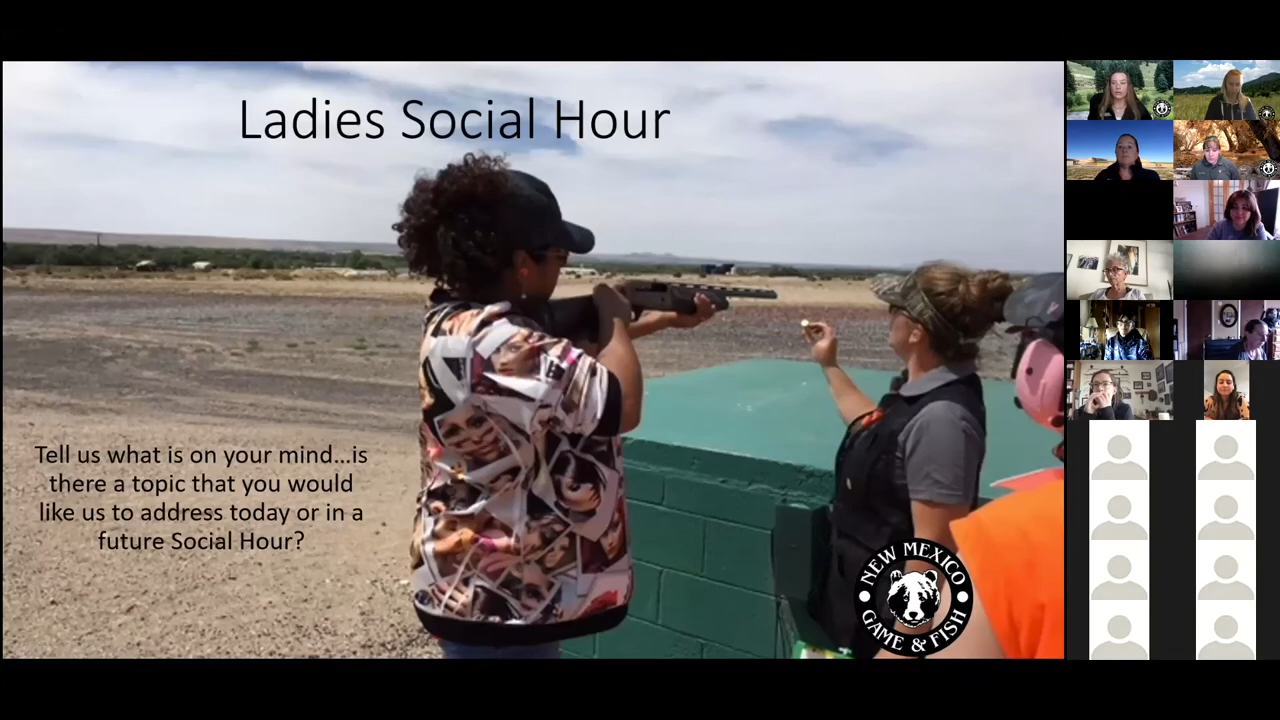 Ladies Social Hour
Tell us what is on your mind...is
there a topic that you would
like us to address today or in a
future Social Hour?
NEW MEXICO
GAME & FISH